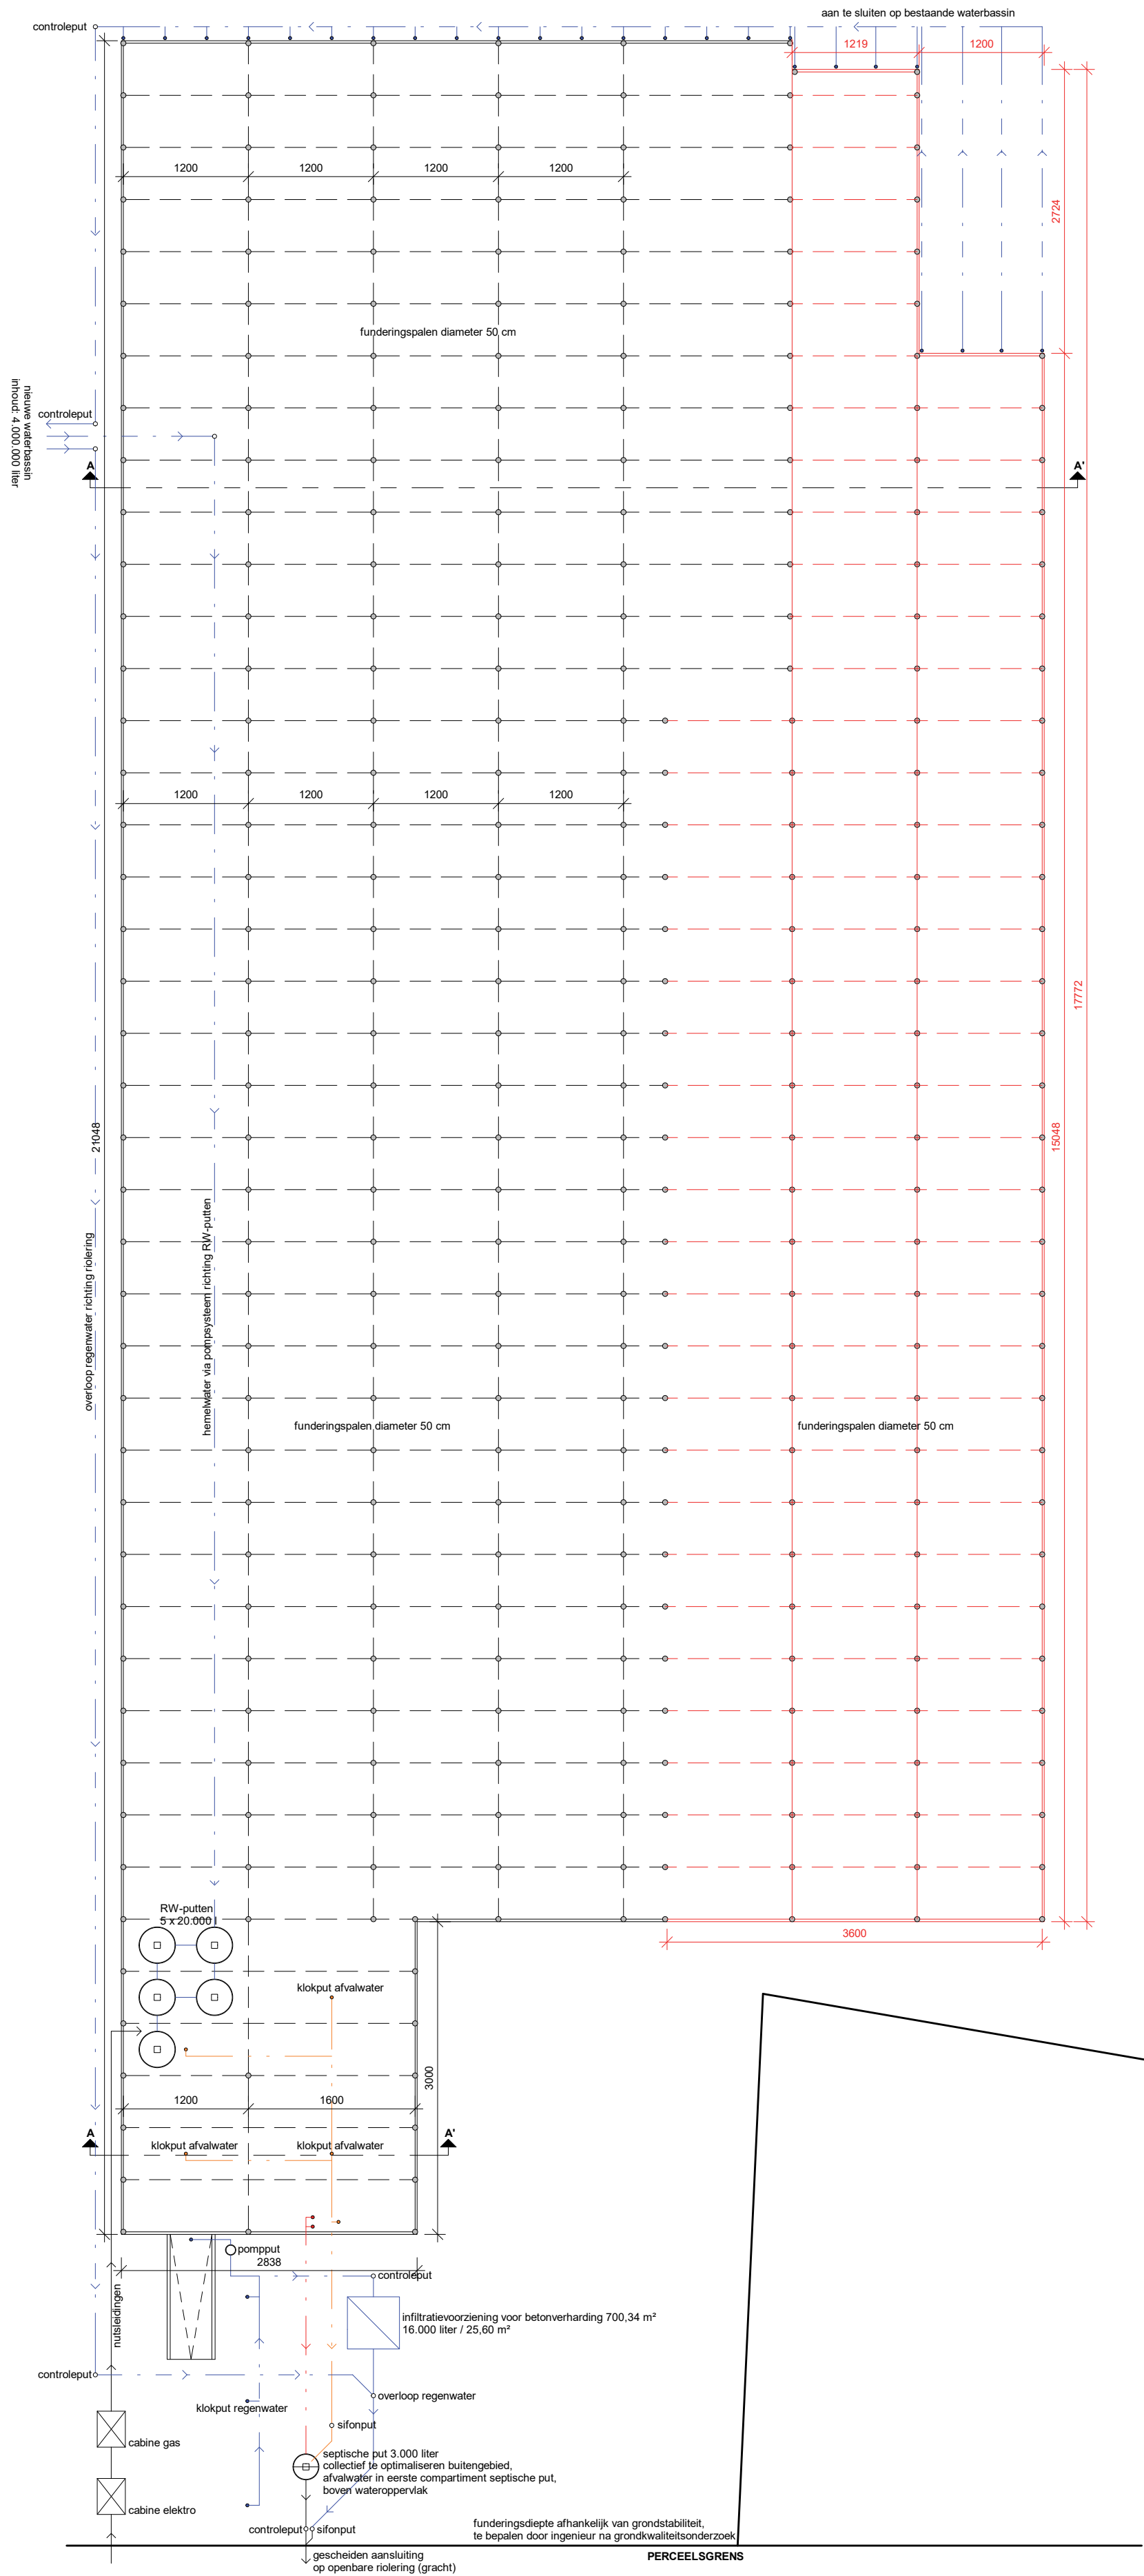 aan te sluiten op bestaande waterbassin
controleput
1219
1200
1200
1200
1200
1200
2724
funderingspalen diameter 50 cm
nieuwe waterbassin
inhoud: 4.000.000 liter
controleput
A
A'
1200
1200
1200
1200
17772
21048
15048
overloop regenwater richting riolering
hemelwater via pompsysteem richting RW-putten
funderingspalen diameter 50 cm
funderingspalen diameter 50 cm
RW-putten
5 x 20.000 l
3600
klokput afvalwater
3000
1200
1600
A
A'
klokput afvalwater
klokput afvalwater
pompput
2838
controleput
nutsleidingen
infiltratievoorziening voor betonverharding 700,34 m²
16.000 liter / 25,60 m²
controleput
overloop regenwater
klokput regenwater
sifonput
cabine gas
septische put 3.000 liter
collectief te optimaliseren buitengebied,
afvalwater in eerste compartiment septische put,
boven wateroppervlak
cabine elektro
controleput
sifonput
funderingsdiepte afhankelijk van grondstabiliteit,
te bepalen door ingenieur na grondkwaliteitsonderzoek
gescheiden aansluiting
op openbare riolering (gracht)
PERCEELSGRENS